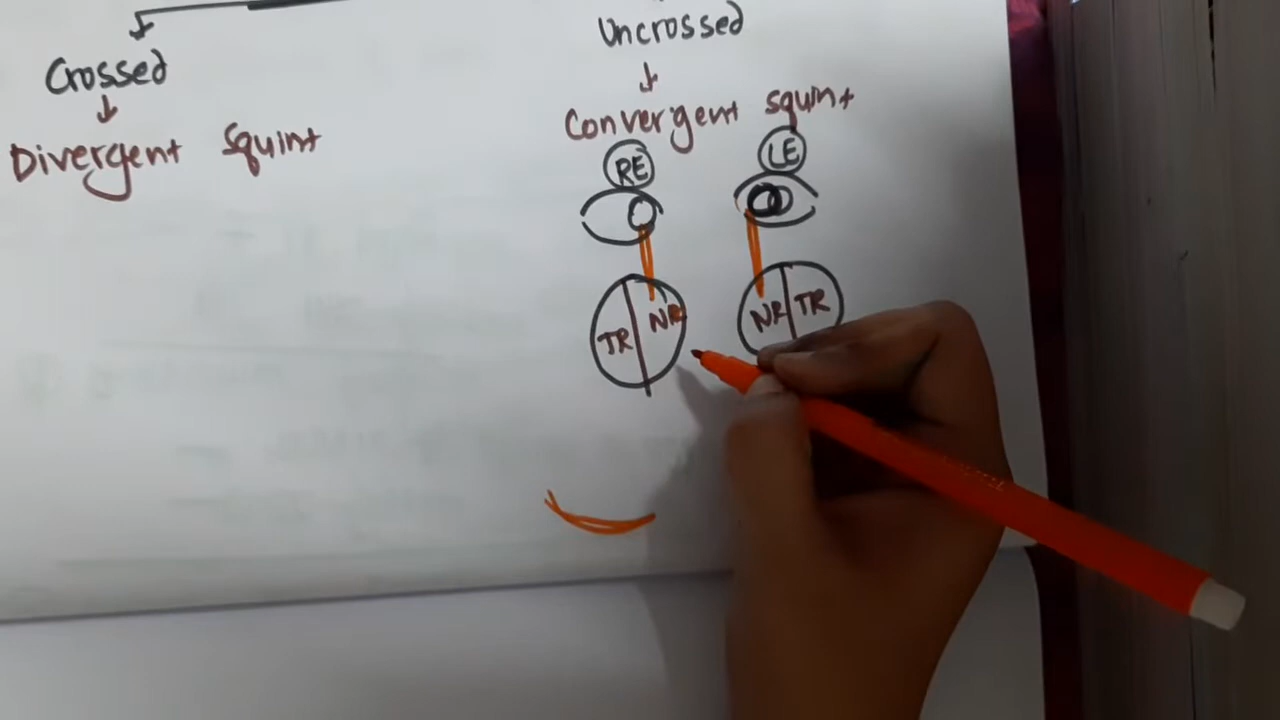 Crossed
Divergent Squint
Uncrossed
Convergent squint
RE
LE
TR NR
NR TR